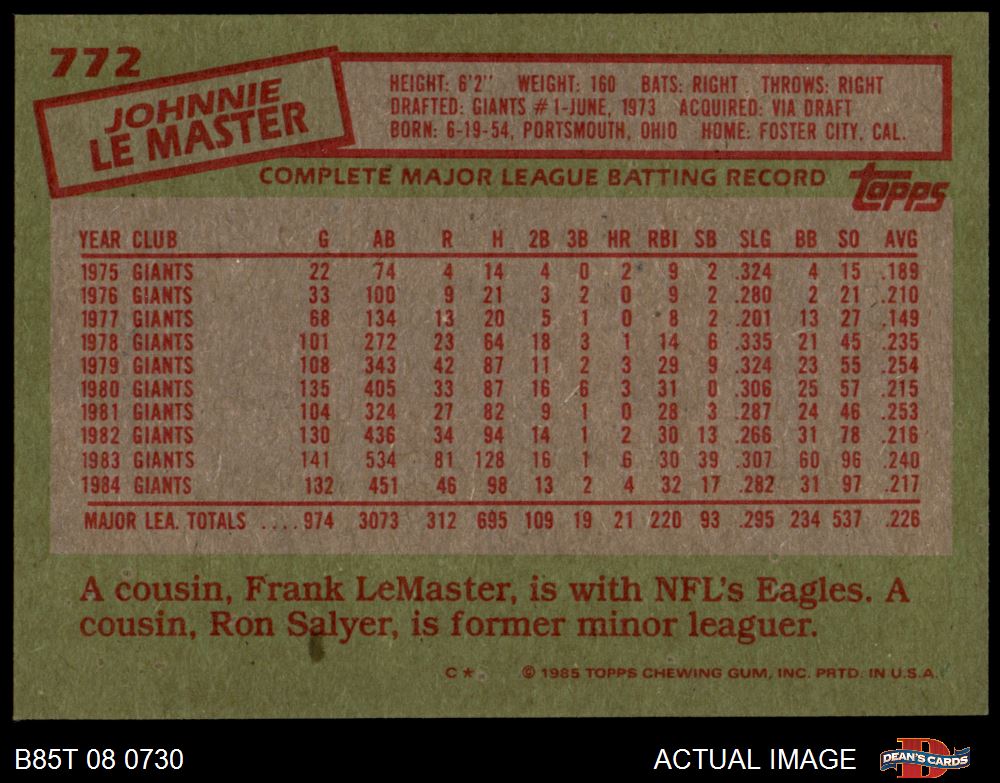 772
JOHNNIE
LE MASTER
HEIGHT: 6'2" WEIGHT: 160 BATS: RIGHT THROWS: RIGHT
DRAFTED: GIANTS #1-JUNE, 1973 ACQUIRED: VIA DRAFT
BORN: 6-19-54, PORTSMOUTH, OHIO HOME: FOSTER CITY, CAL.
COMPLETE MAJOR LEAGUE BATTING RECORD
topps
YEAR CLUB G AB R H 2B 3B HR RBI SB SLG BB SO AVG
1975 GIANTS 22 74 4 14 4 0 2 9 2 .324 4 15 .189
1976 GIANTS 33 100 9 21 3 2 0 9 2 .280 2 21 .210
1977 GIANTS 68 134 13 20 5 1 0 8 2 .201 13 27 .149
1978 GIANTS 101 272 23 64 18 3 1 14 6 .335 21 45 .235
1979 GIANTS 108 343 42 87 11 2 3 29 9 .324 23 55 .254
1980 GIANTS 135 405 33 87 16 6 3 31 0 .306 25 57 .215
1981 GIANTS 104 324 27 82 9 1 0 28 3 .287 24 46 .253
1982 GIANTS 130 436 34 94 14 1 2 30 13 .266 31 78 .216
1983 GIANTS 141 534 81 128 16 1 6 30 39 .307 60 96 .240
1984 GIANTS 132 451 46 98 13 2 4 32 17 .282 31 97 .217
MAJOR LEA. TOTALS .... 974 3073 312 695 109 19 21 220 93 .295 234 537 .226
A cousin, Frank LeMaster, is with NFL's Eagles. A
cousin, Ron Salyer, is former minor leaguer.
C* © 1985 TOPPS CHEWING GUM, INC. PRTD. IN U.S.A.
B85T 08 0730 ACTUAL IMAGE DEAN'S CARDS